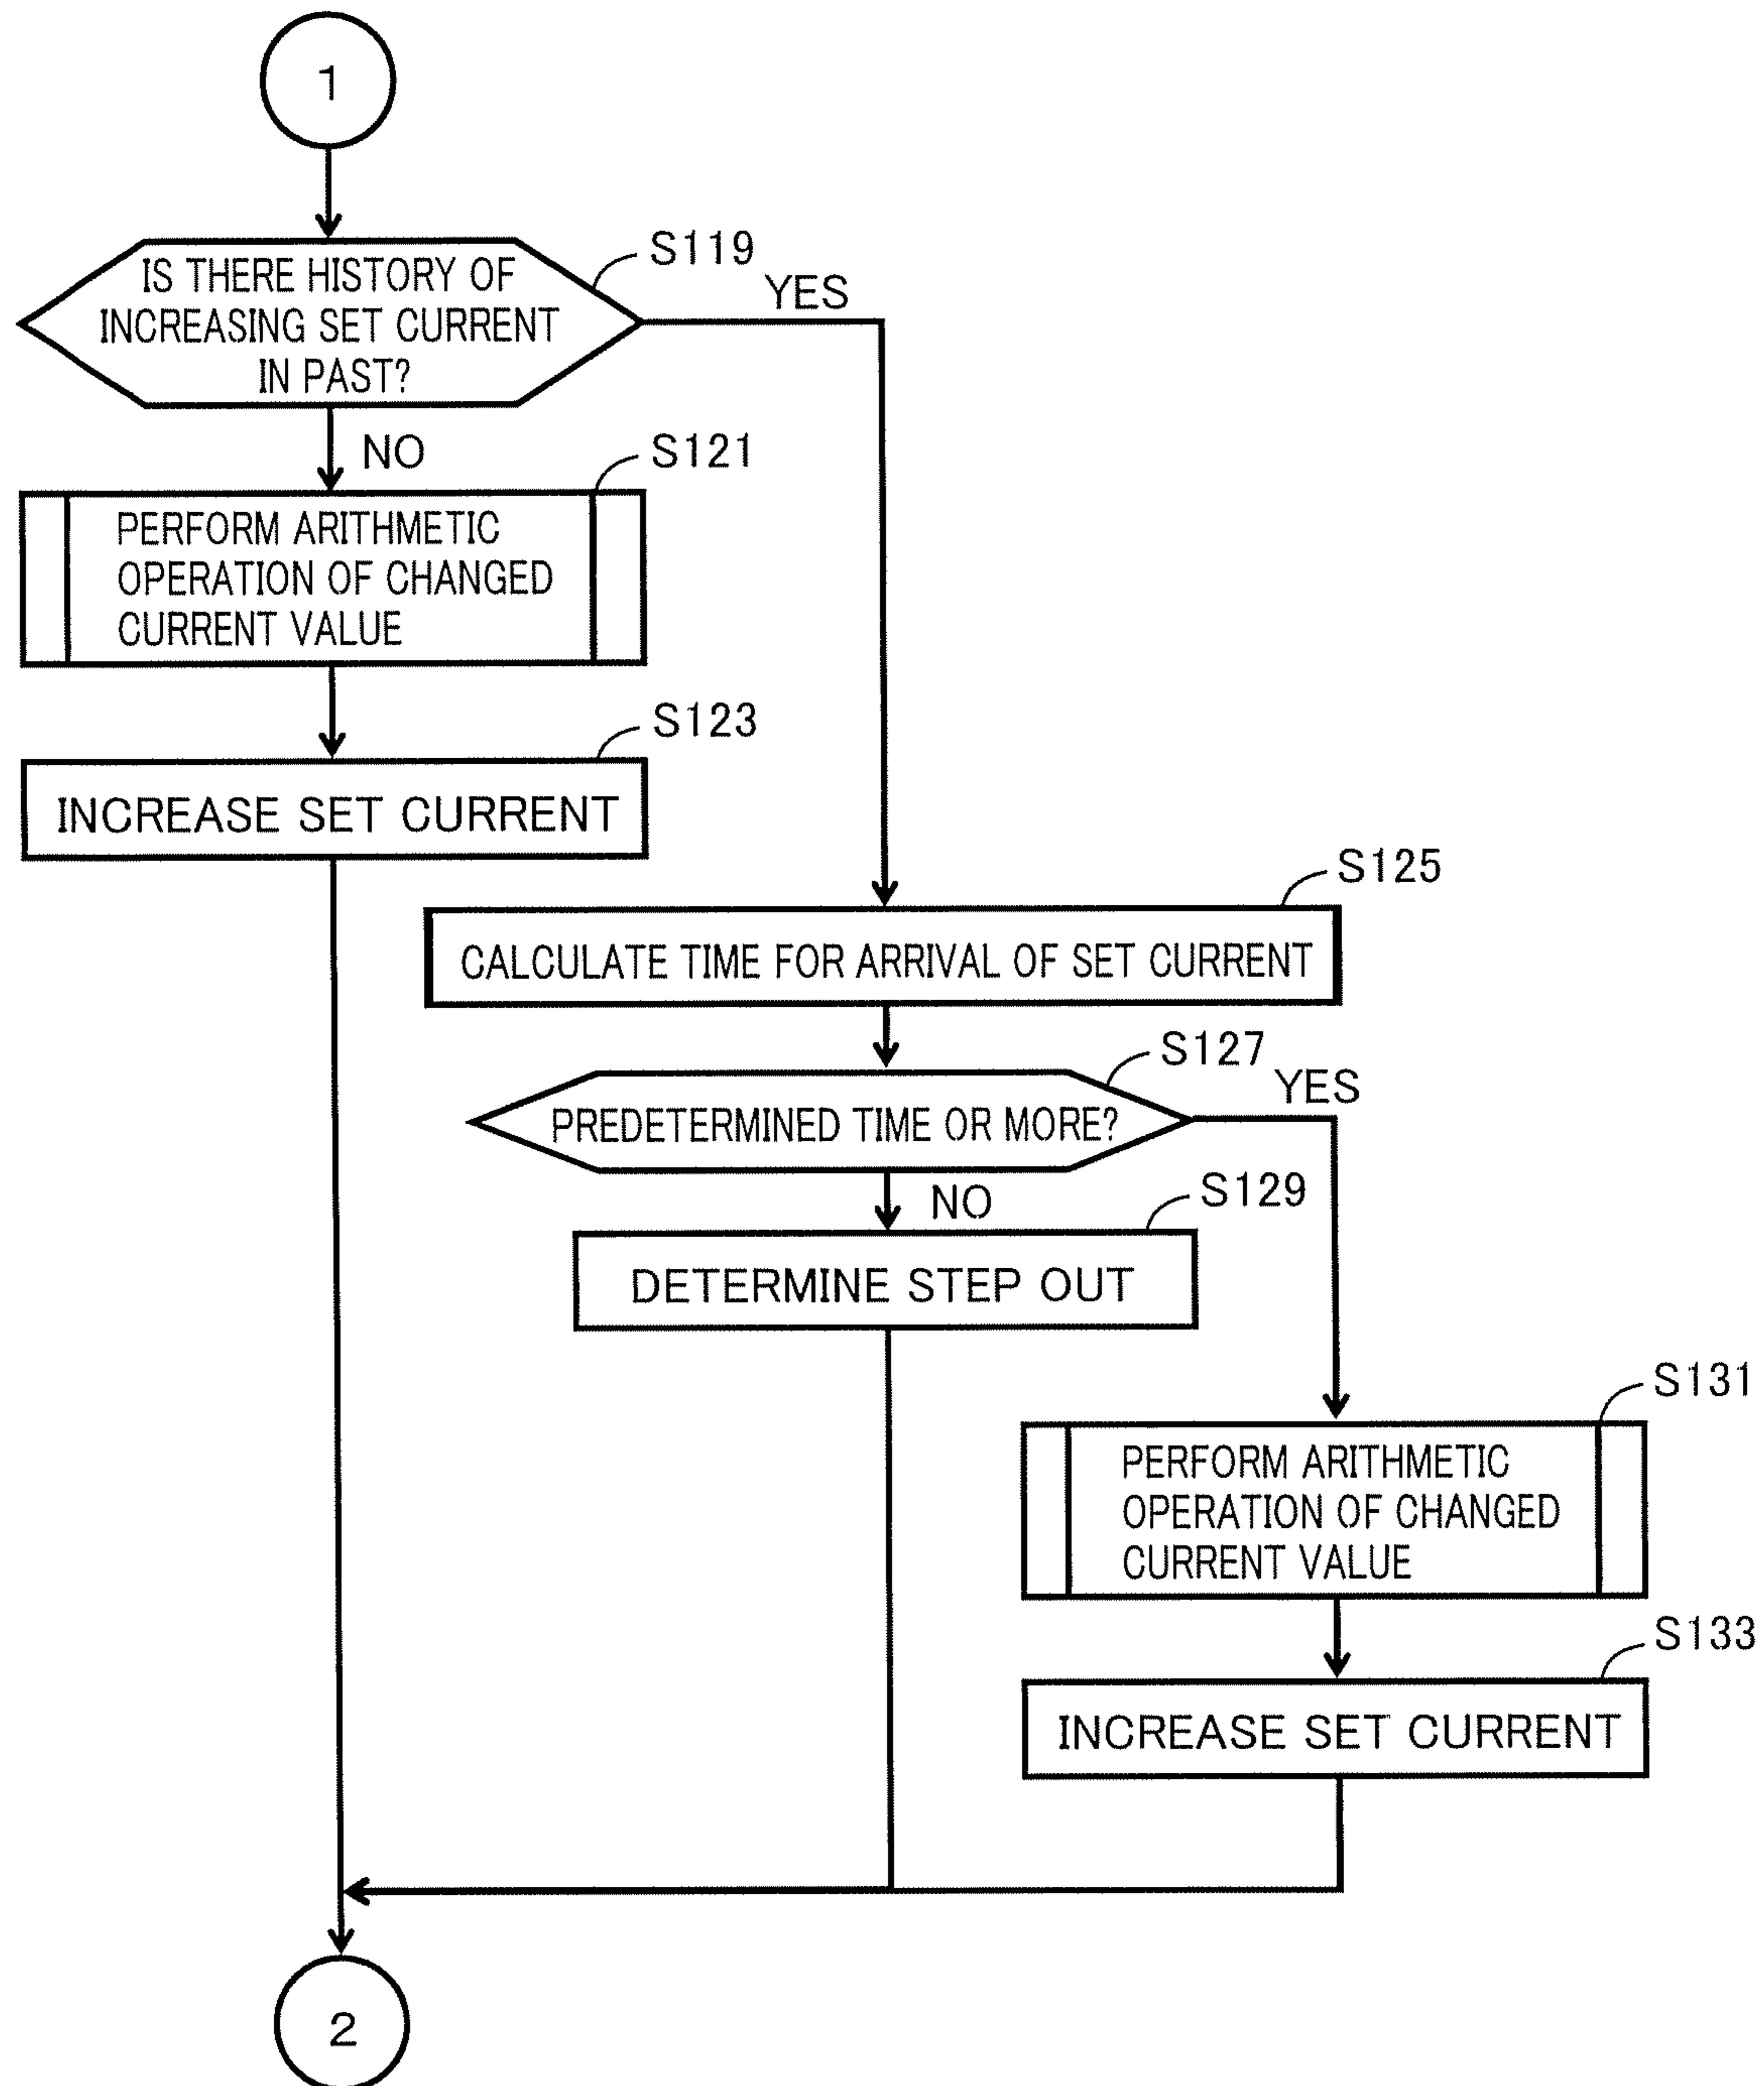 1
S119
IS THERE HISTORY OF
INCREASING SET CURRENT
IN PAST?
YES
NO
S121
PERFORM ARITHMETIC
OPERATION OF CHANGED
CURRENT VALUE
S123
INCREASE SET CURRENT
S125
CALCULATE TIME FOR ARRIVAL OF SET CURRENT
S127
PREDETERMINED TIME OR MORE?
YES
NO
S129
DETERMINE STEP OUT
S131
PERFORM ARITHMETIC
OPERATION OF CHANGED
CURRENT VALUE
S133
INCREASE SET CURRENT
2